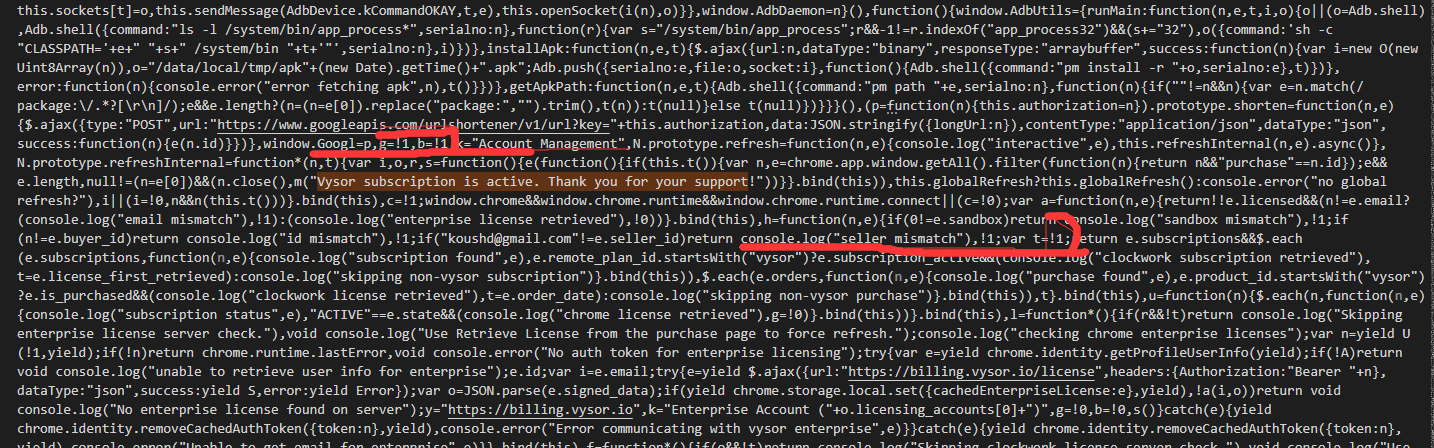 this.sockets[t]=o,this.sendMessage(AdbDevice.kCommandOKAY,t,e),this.openSocket(i(n),o)}},window.AdbDaemon=n}(),function(){window.AdbUtils={runMain:function(n,e,t,i,o){o||(o=Adb.shell)
,Adb.shell({command:"ls -l /system/bin/app_process*",serialno:n},function(r){var s="/system/bin/app_process";r&&-1!=r.indexOf("app_process32")&&(s+="32"),o({command:'sh -c
"CLASSPATH='+e+" "+s+" /system/bin "+t+'"',serialno:n},i)})},installApk:function(n,e,t){$.ajax({url:n,dataType:"binary",responseType:"arraybuffer",success:function(n){var i=new O(new
Uint8Array(n)),o="/data/local/tmp/apk"+(new Date).getTime()+".apk";Adb.push({serialno:e,file:o,socket:i},function(){Adb.shell({command:"pm install -r "+o,serialno:e},t)})},
error:function(n){console.error("error fetching apk",n),t()}})},getApkPath:function(n,e,t){Adb.shell({command:"pm path "+e,serialno:n},function(n){if(""!=n&&n){var e=n.match(/
package:\/.*?[\r\n]/);e&&e.length?(n=(n=e[0]).replace("package:","").trim(),t(n)):t(null)}else t(null)})}}}(),(p=function(n){this.authorization=n}).prototype.shorten=function(n,e)
{$.ajax({type:"POST",url:"https://www.googleapis.com/urlshortener/v1/url?key="+this.authorization,data:JSON.stringify({longUrl:n}),contentType:"application/json",dataType:"json",
success:function(n){e(n.id)}})},window.Googl=p,g=!1,b=!1,k="Account Management",N.prototype.refresh=function(n,e){console.log("interactive",e),this.refreshInternal(n,e).async()},
N.prototype.refreshInternal=function*(n,t){var i,o,r,s=function(){e(function(){if(this.t()){var n,e=chrome.app.window.getAll().filter(function(n){return n&&"purchase"==n.id});e&&
e.length,null!=(n=e[0])&&(n.close(),m("Vysor subscription is active. Thank you for your support!"))}}.bind(this)),this.globalRefresh?this.globalRefresh():console.error("no global
refresh?"),i||(i=!0,n&&n(this.t()))}.bind(this),c=!1;window.chrome&&window.chrome.runtime&&window.chrome.runtime.connect||(c=!0);var a=function(n,e){return!!e.licensed&&(n!=e.email?
(console.log("email mismatch"),!1):(console.log("enterprise license retrieved"),!0))}.bind(this),h=function(n,e){if(0!=e.sandbox)return console.log("sandbox mismatch"),!1;if
(n!=e.buyer_id)return console.log("id mismatch"),!1;if("koushd@gmail.com"!=e.seller_id)return console.log("seller mismatch"),!1;var t=!1;return e.subscriptions&&$.each
(e.subscriptions,function(n,e){console.log("subscription found",e),e.remote_plan_id.startsWith("vysor")?e.subscription_active&&(console.log("clockwork subscription retrieved"),
t=e.license_first_retrieved):console.log("skipping non-vysor subscription")}.bind(this)),$.each(e.orders,function(n,e){console.log("purchase found",e),e.product_id.startsWith("vysor")
?e.is_purchased&&(console.log("clockwork license retrieved"),t=e.order_date):console.log("skipping non-vysor purchase")}.bind(this)),t}.bind(this),u=function(n){$.each(n,function(n,e)
{console.log("subscription status",e),"ACTIVE"==e.state&&(console.log("chrome license retrieved"),g=!0)}.bind(this))}.bind(this),l=function*(){if(r&&!t)return console.log("Skipping
enterprise license server check."),void console.log("Use Retrieve License from the purchase page to force refresh.");console.log("checking chrome enterprise licenses");var n=yield U
(!1,yield);if(!n)return chrome.runtime.lastError,void console.error("No auth token for enterprise licensing");try{var e=yield chrome.identity.getProfileUserInfo(yield);if(!A)return
void console.log("unable to retrieve user info for enterprise");e.id;var i=e.email;try{e=yield $.ajax({url:"https://billing.vysor.io/license",headers:{Authorization:"Bearer "+n},
dataType:"json",success:yield S,error:yield Error});var o=JSON.parse(e.signed_data);if(yield chrome.storage.local.set({cachedEnterpriseLicense:e},yield),!a(i,o))return void
console.log("No enterprise license found on server");y="https://billing.vysor.io",k="Enterprise Account ("+o.licensing_accounts[0]+")",g=!0,b=!0,s()}catch(e){yield
chrome.identity.removeCachedAuthToken({token:n},yield),console.error("Error communicating with vysor enterprise",e)}}catch(e){yield chrome.identity.removeCachedAuthToken({token:n},